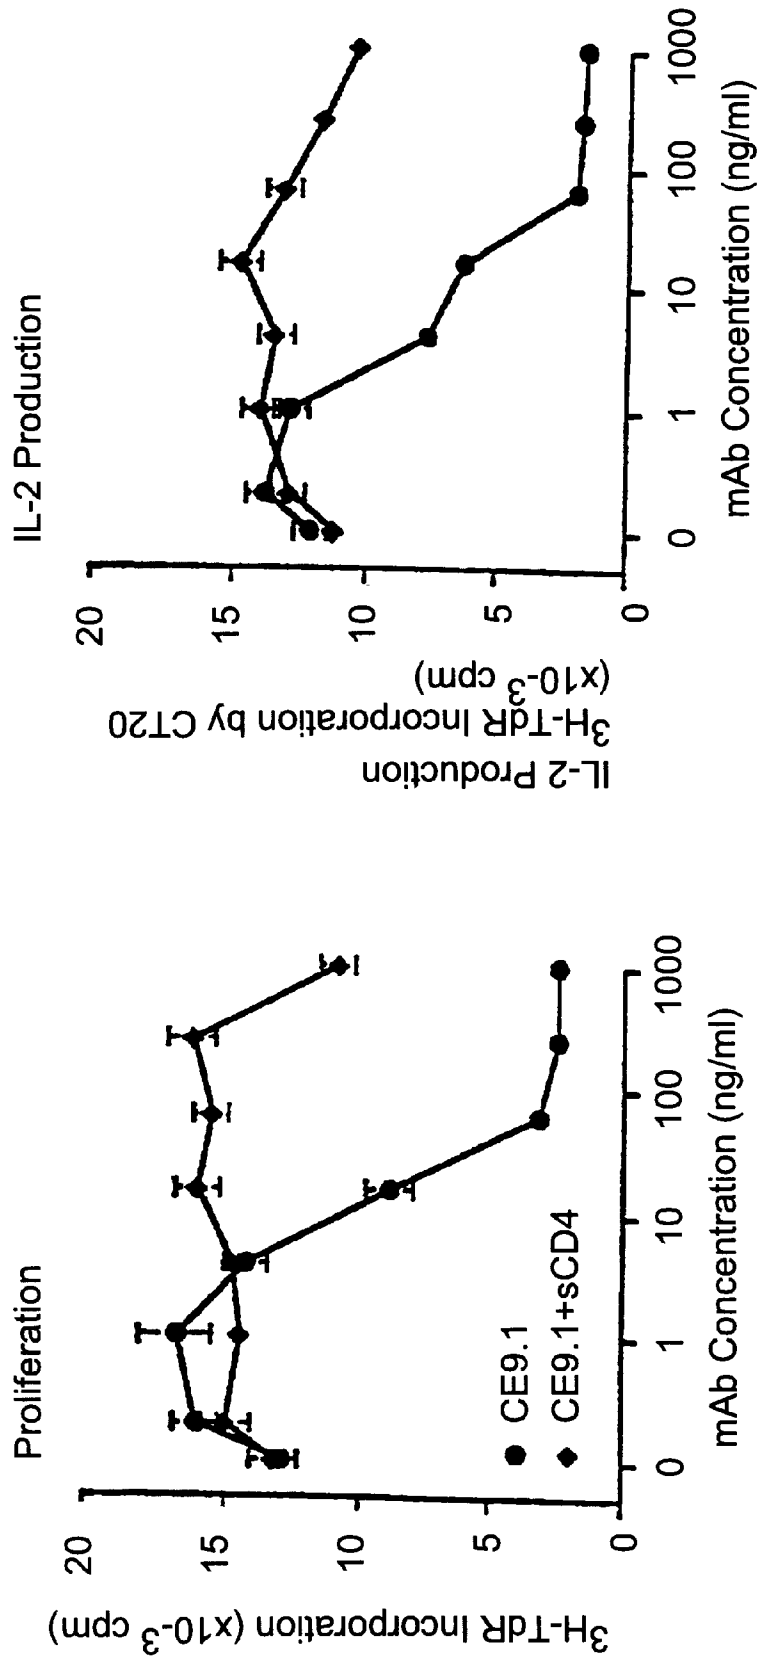 Proliferation
3H-TdR Incorporation (x10-3 cpm)
20
15
10
5
0
0
1
10
100
1000
mAb Concentration (ng/ml)
CE9.1
CE9.1+sCD4
IL-2 Production
IL-2 Production
3H-TdR Incorporation by CT20
(x10-3 cpm)
20
15
10
5
0
0
1
10
100
1000
mAb Concentration (ng/ml)